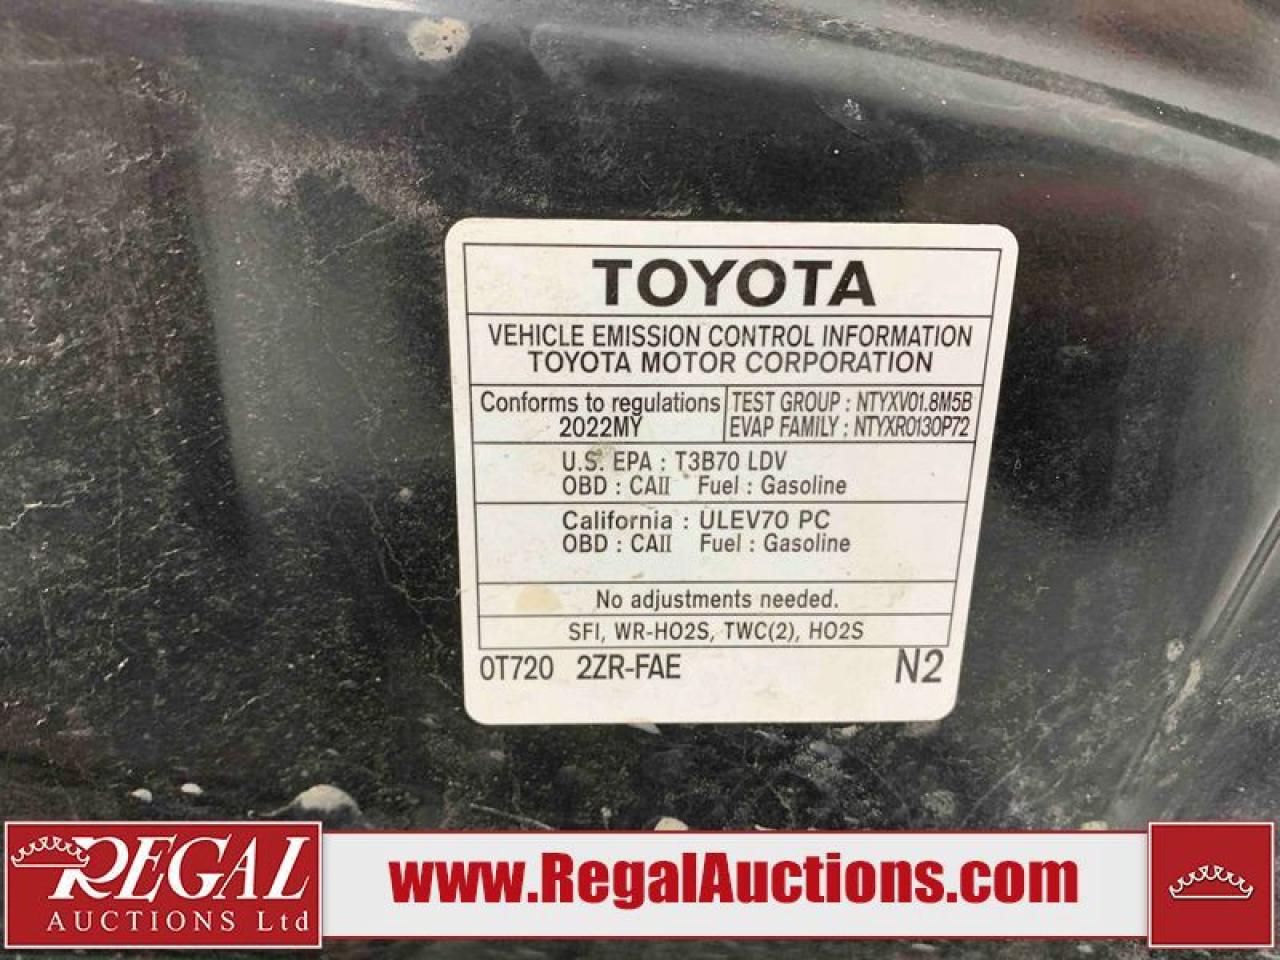 TOYOTA
VEHICLE EMISSION CONTROL INFORMATION
TOYOTA MOTOR CORPORATION
Conforms to regulations
2022MY
TEST GROUP : NTYXV01.8M5B
EVAP FAMILY : NTYXR0130P72
U.S. EPA : T3B70 LDV
OBD : CAII Fuel : Gasoline
California : ULEV70 PC
OBD : CAII Fuel : Gasoline
No adjustments needed.
SFI, WR-HO2S, TWC(2), HO2S
0T720 2ZR-FAE N2
REGAL
AUCTIONS Ltd
www.RegalAuctions.com